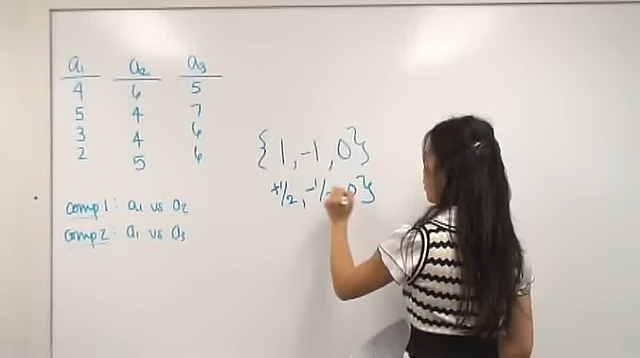 a₁ a₂ a₃
4 6 5
5 4 7
3 4 6
2 5 6
{1, -1, 0}
+1/2, -1/2, 0}
comp 1: a₁ vs a₂
comp 2: a₁ vs a₃